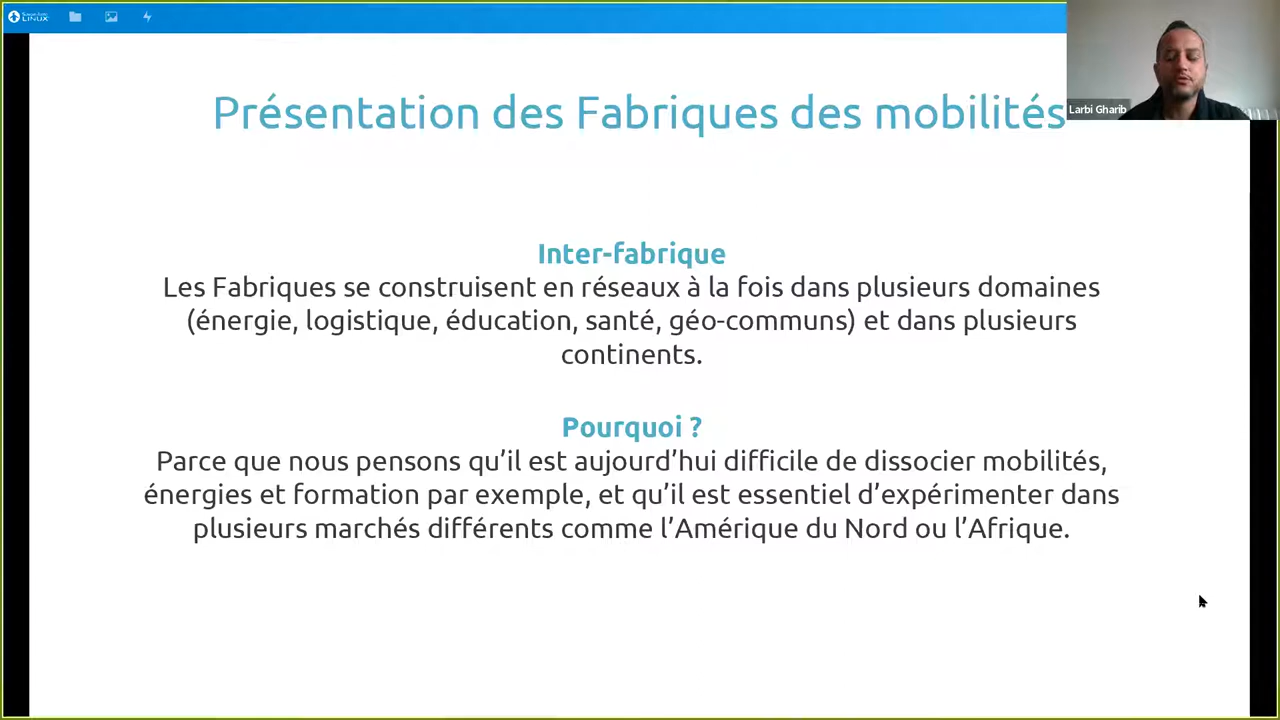 LINUX
Présentation des Fabriques des mobilités
Larbi Gharib
Inter-fabrique
Les Fabriques se construisent en réseaux à la fois dans plusieurs domaines
(énergie, logistique, éducation, santé, géo-communs) et dans plusieurs
continents.
Pourquoi ?
Parce que nous pensons qu’il est aujourd’hui difficile de dissocier mobilités,
énergies et formation par exemple, et qu’il est essentiel d’expérimenter dans
plusieurs marchés différents comme l’Amérique du Nord ou l’Afrique.